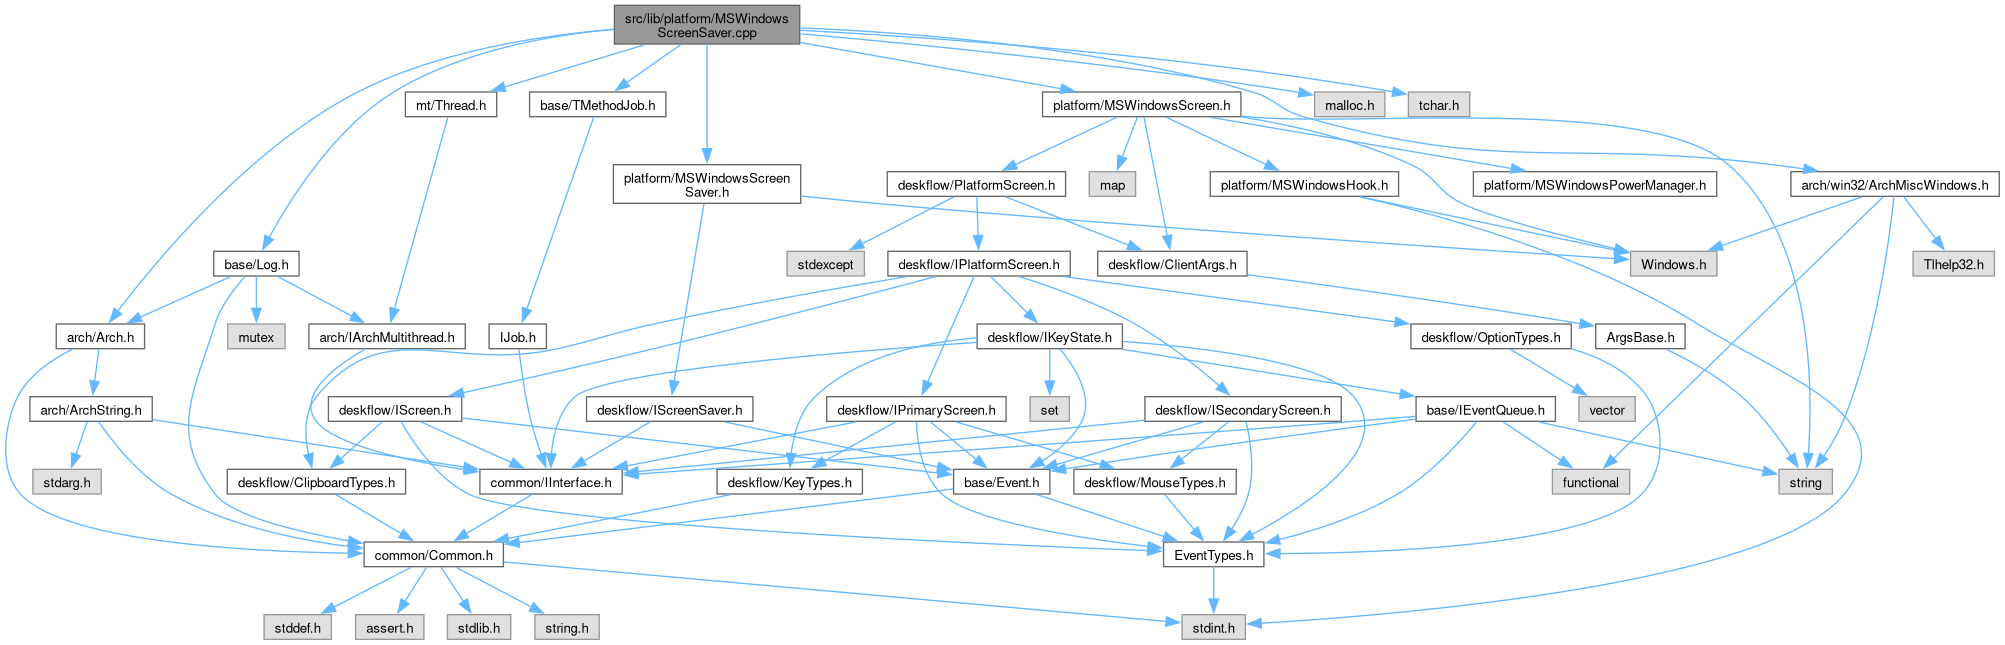 src/lib/platform/MSWindows
ScreenSaver.cpp
mt/Thread.h
base/TMethodJob.h
platform/MSWindowsScreen.h
malloc.h
tchar.h
platform/MSWindowsScreen
Saver.h
deskflow/PlatformScreen.h
map
platform/MSWindowsHook.h
platform/MSWindowsPowerManager.h
arch/win32/ArchMiscWindows.h
base/Log.h
stdexcept
deskflow/IPlatformScreen.h
deskflow/ClientArgs.h
Windows.h
Tlhelp32.h
arch/Arch.h
mutex
arch/IArchMultithread.h
IJob.h
deskflow/IKeyState.h
deskflow/OptionTypes.h
ArgsBase.h
arch/ArchString.h
deskflow/IScreen.h
deskflow/IScreenSaver.h
deskflow/IPrimaryScreen.h
set
deskflow/ISecondaryScreen.h
base/IEventQueue.h
vector
stdarg.h
deskflow/ClipboardTypes.h
common/IInterface.h
deskflow/KeyTypes.h
base/Event.h
deskflow/MouseTypes.h
functional
string
common/Common.h
EventTypes.h
stddef.h
assert.h
stdlib.h
string.h
stdint.h